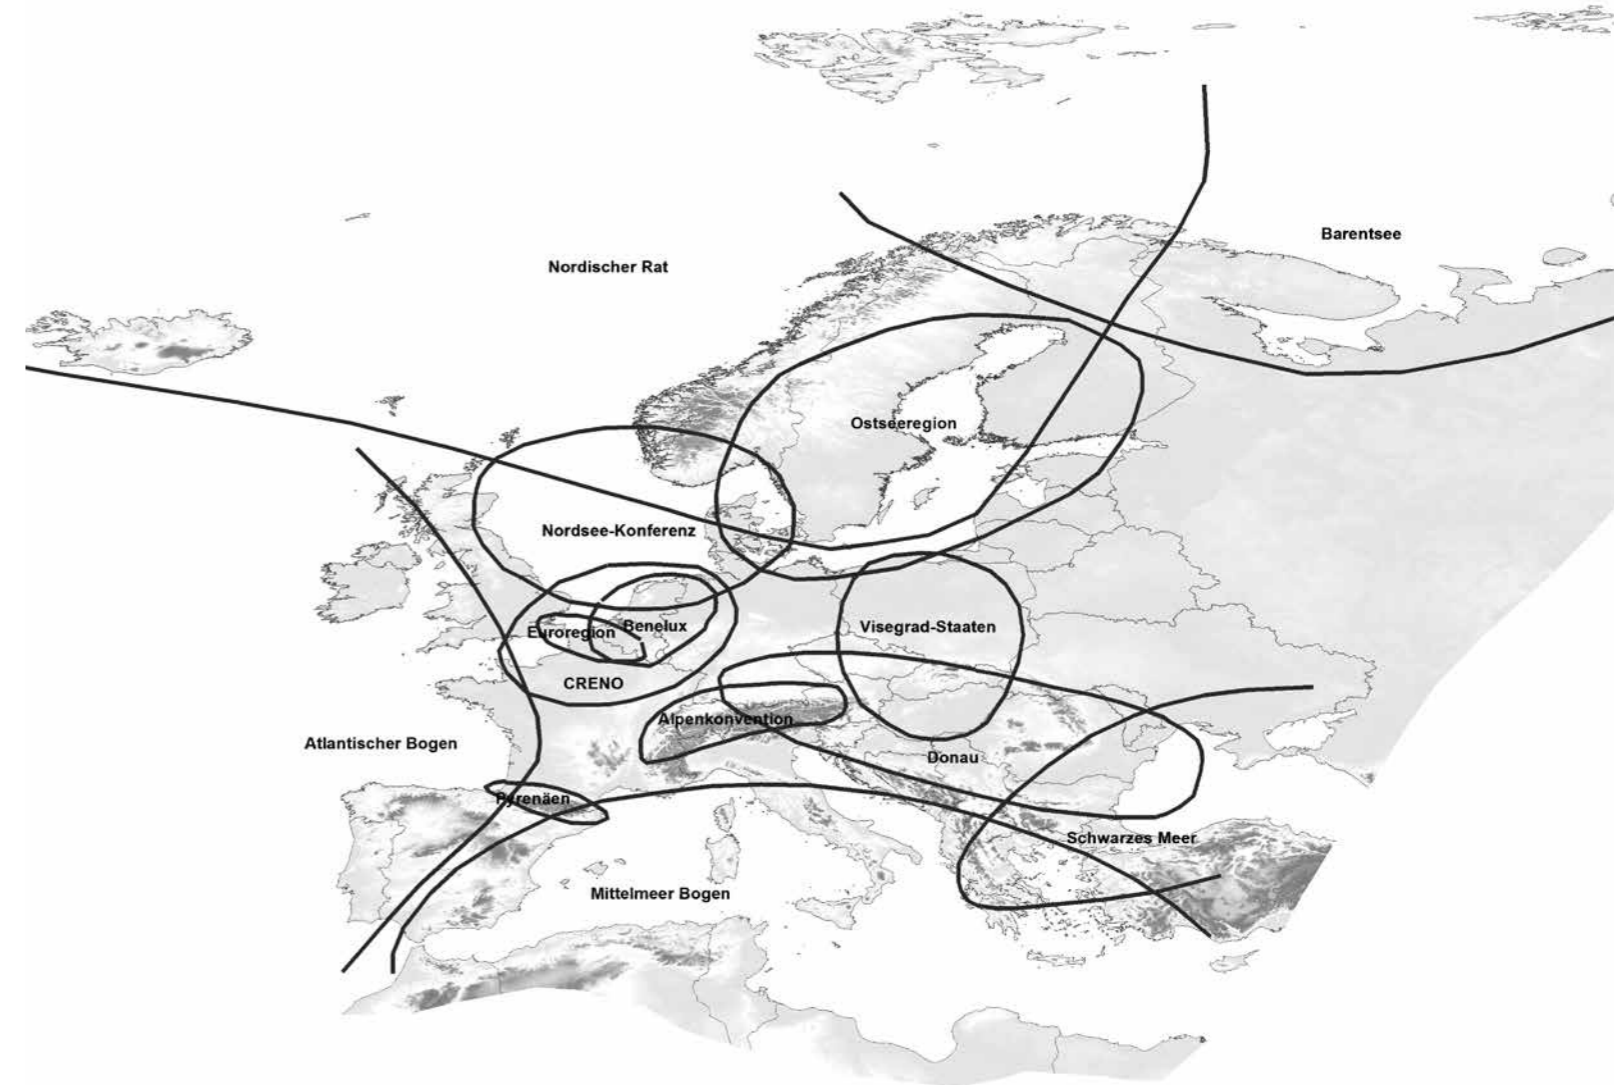 Barentsee
Nordischer Rat
Ostseeregion
Nordsee-Konferenz
Euroregion
Benelux
Visegrad-Staaten
CRENO
Alpenkonvention
Atlantischer Bogen
Donau
Pyrenäen
Schwarzes Meer
Mittelmeer Bogen